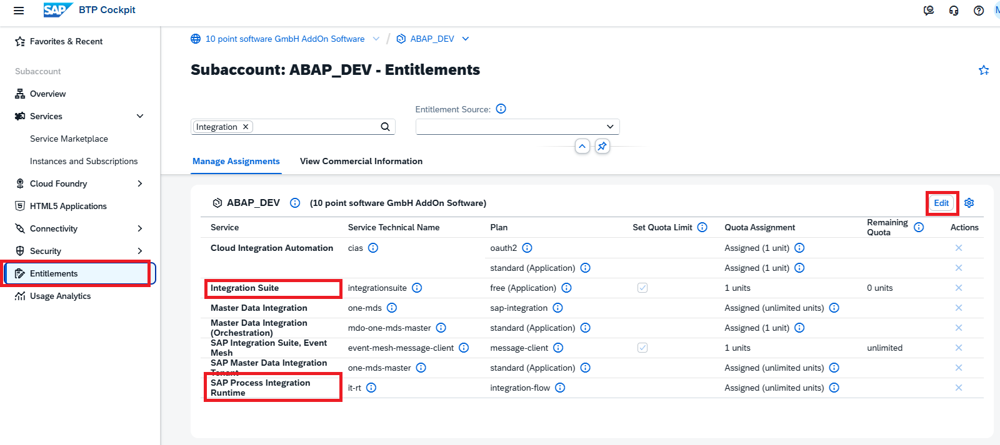 SAP BTP Cockpit
Favorites & Recent
Subaccount
Overview
Services
Service Marketplace
Instances and Subscriptions
Cloud Foundry
HTML5 Applications
Connectivity
Security
Entitlements
Usage Analytics
10 point software GmbH AddOn Software / ABAP_DEV
Subaccount: ABAP_DEV - Entitlements
Entitlement Source:
Integration
Manage Assignments View Commercial Information
ABAP_DEV (10 point software GmbH AddOn Software) Edit
Service Service Technical Name Plan Set Quota Limit Quota Assignment Remaining Quota Actions
Cloud Integration Automation cias oauth2 Assigned (1 unit)
standard (Application) Assigned (1 unit)
Integration Suite integrationsuite free (Application) 1 units 0 units
Master Data Integration one-mds sap-integration Assigned (unlimited units)
Master Data Integration (Orchestration) mdo-one-mds-master standard (Application) Assigned (1 unit)
SAP Integration Suite, Event Mesh event-mesh-message-client message-client 1 units unlimited
SAP Master Data Integration Tenant one-mds-master standard (Application) Assigned (unlimited units)
SAP Process Integration Runtime it-rt integration-flow Assigned (unlimited units)